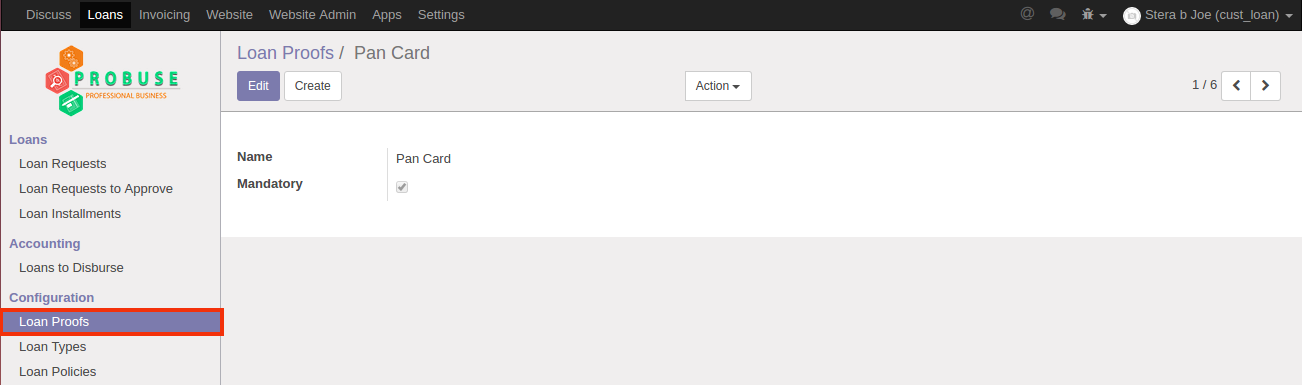 Discuss Loans Invoicing Website Website Admin Apps Settings @ Stera b Joe (cust_loan)
PROBUSE
PROFESSIONAL BUSINESS
Loans
Loan Requests
Loan Requests to Approve
Loan Installments
Accounting
Loans to Disburse
Configuration
Loan Proofs
Loan Types
Loan Policies
Loan Proofs / Pan Card
Edit Create Action 1 / 6
Name Pan Card
Mandatory